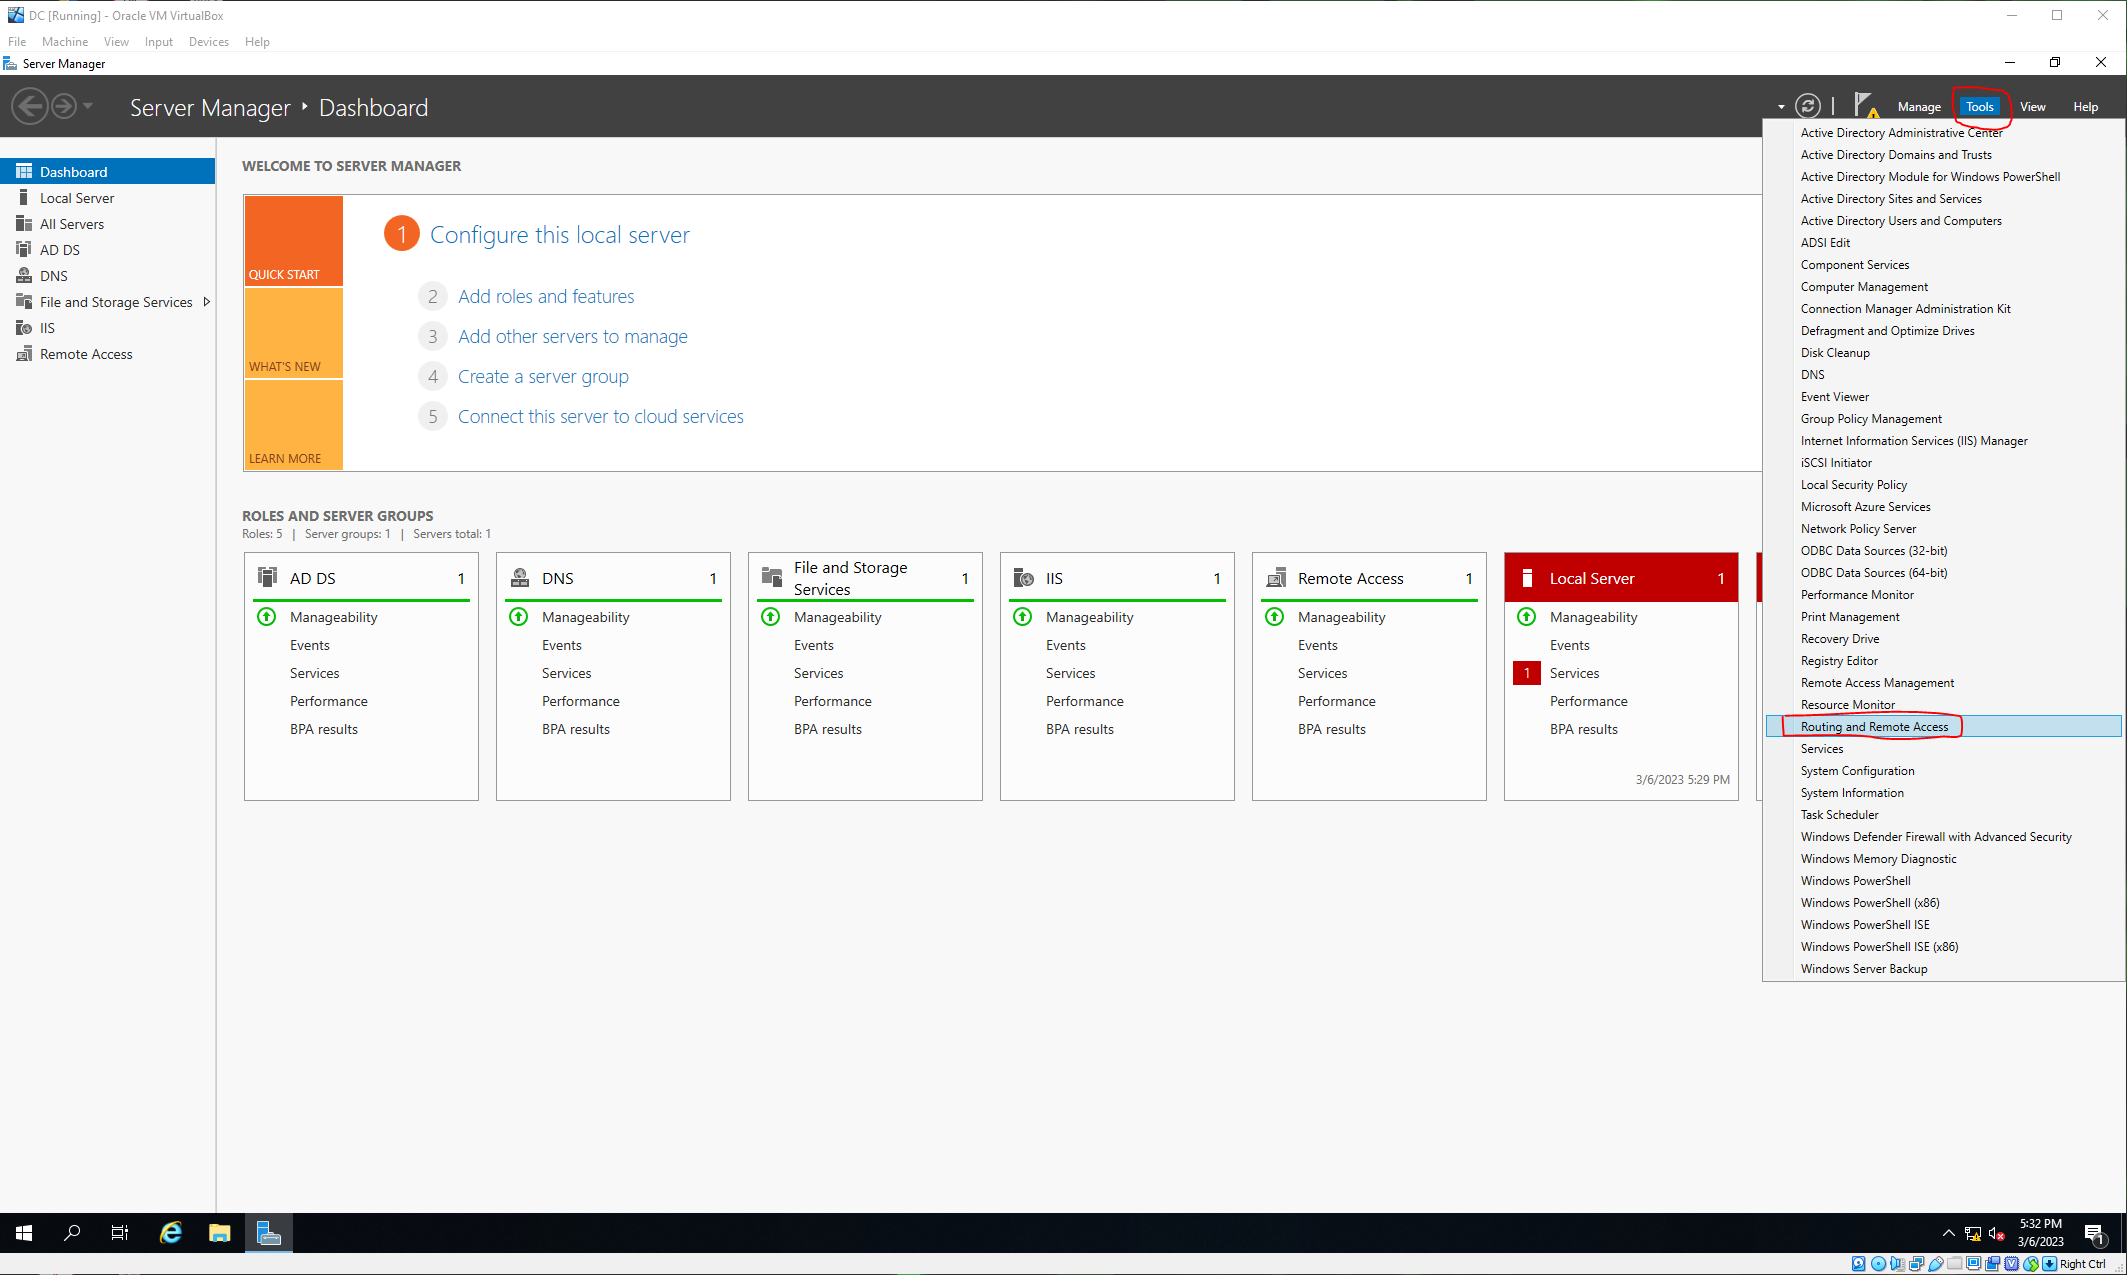 DC [Running] - Oracle VM VirtualBox
File Machine View Input Devices Help
Server Manager
Server Manager ‣ Dashboard
Manage Tools View Help
Dashboard
Local Server
All Servers
AD DS
DNS
File and Storage Services
IIS
Remote Access
WELCOME TO SERVER MANAGER
QUICK START
WHAT'S NEW
LEARN MORE
1 Configure this local server
2 Add roles and features
3 Add other servers to manage
4 Create a server group
5 Connect this server to cloud services
ROLES AND SERVER GROUPS
Roles: 5 | Server groups: 1 | Servers total: 1
AD DS 1
Manageability
Events
Services
Performance
BPA results
DNS 1
Manageability
Events
Services
Performance
BPA results
File and Storage
Services 1
Manageability
Events
Services
Performance
BPA results
IIS 1
Manageability
Events
Services
Performance
BPA results
Remote Access 1
Manageability
Events
Services
Performance
BPA results
Local Server 1
Manageability
Events
1 Services
Performance
BPA results
3/6/2023 5:29 PM
Active Directory Administrative Center
Active Directory Domains and Trusts
Active Directory Module for Windows PowerShell
Active Directory Sites and Services
Active Directory Users and Computers
ADSI Edit
Component Services
Computer Management
Connection Manager Administration Kit
Defragment and Optimize Drives
Disk Cleanup
DNS
Event Viewer
Group Policy Management
Internet Information Services (IIS) Manager
iSCSI Initiator
Local Security Policy
Microsoft Azure Services
Network Policy Server
ODBC Data Sources (32-bit)
ODBC Data Sources (64-bit)
Performance Monitor
Print Management
Recovery Drive
Registry Editor
Remote Access Management
Resource Monitor
Routing and Remote Access
Services
System Configuration
System Information
Task Scheduler
Windows Defender Firewall with Advanced Security
Windows Memory Diagnostic
Windows PowerShell
Windows PowerShell (x86)
Windows PowerShell ISE
Windows PowerShell ISE (x86)
Windows Server Backup
5:32 PM
3/6/2023
1
Right Ctrl